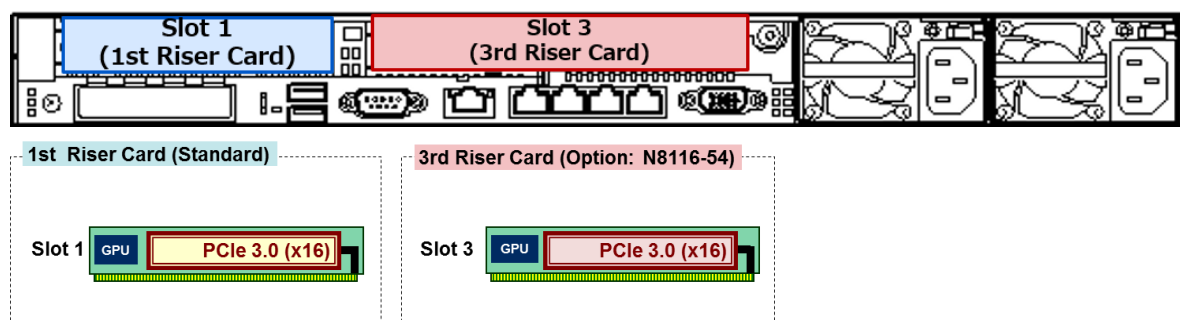 Slot 1
(1st Riser Card)
Slot 3
(3rd Riser Card)
1st Riser Card (Standard)
3rd Riser Card (Option: N8116-54)
Slot 1
GPU
PCIe 3.0 (x16)
Slot 3
GPU
PCIe 3.0 (x16)